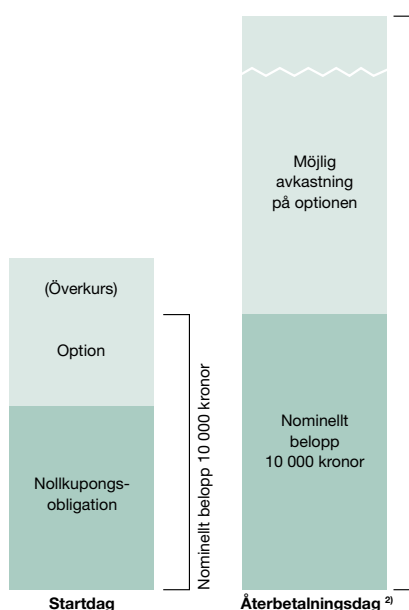 (Överkurs)
Option
Nollkupongs-
obligation
Startdag
Nominellt belopp 10 000 kronor
Möjlig
avkastning
på optionen
Nominellt
belopp
10 000 kronor
Återbetalningsdag 2)